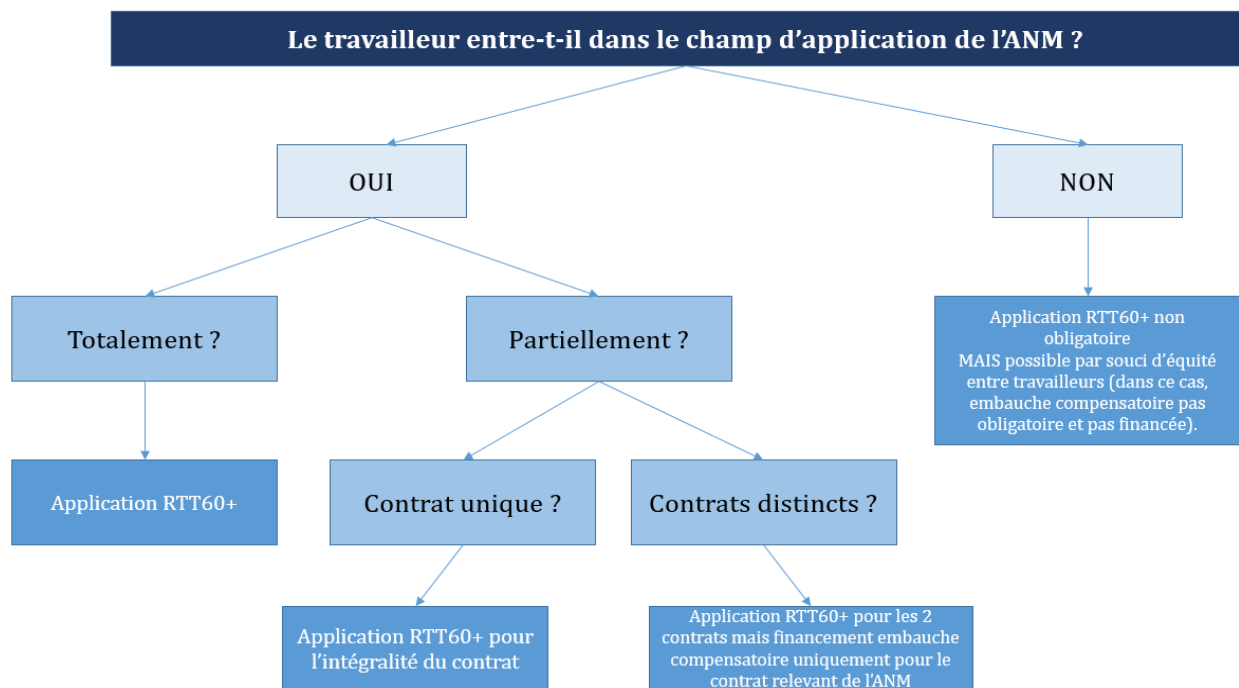 Le travailleur entre-t-il dans le champ d’application de l’ANM ?
OUI
NON
Totalement ?
Partiellement ?
Application RTT60+ non
obligatoire
MAIS possible par souci d’équité
entre travailleurs (dans ce cas,
embauche compensatoire pas
obligatoire et pas financée).
Application RTT60+
Contrat unique ?
Contrats distincts ?
Application RTT60+ pour
l’intégralité du contrat
Application RTT60+ pour les 2
contrats mais financement embauche
compensatoire uniquement pour le
contrat relevant de l’ANM